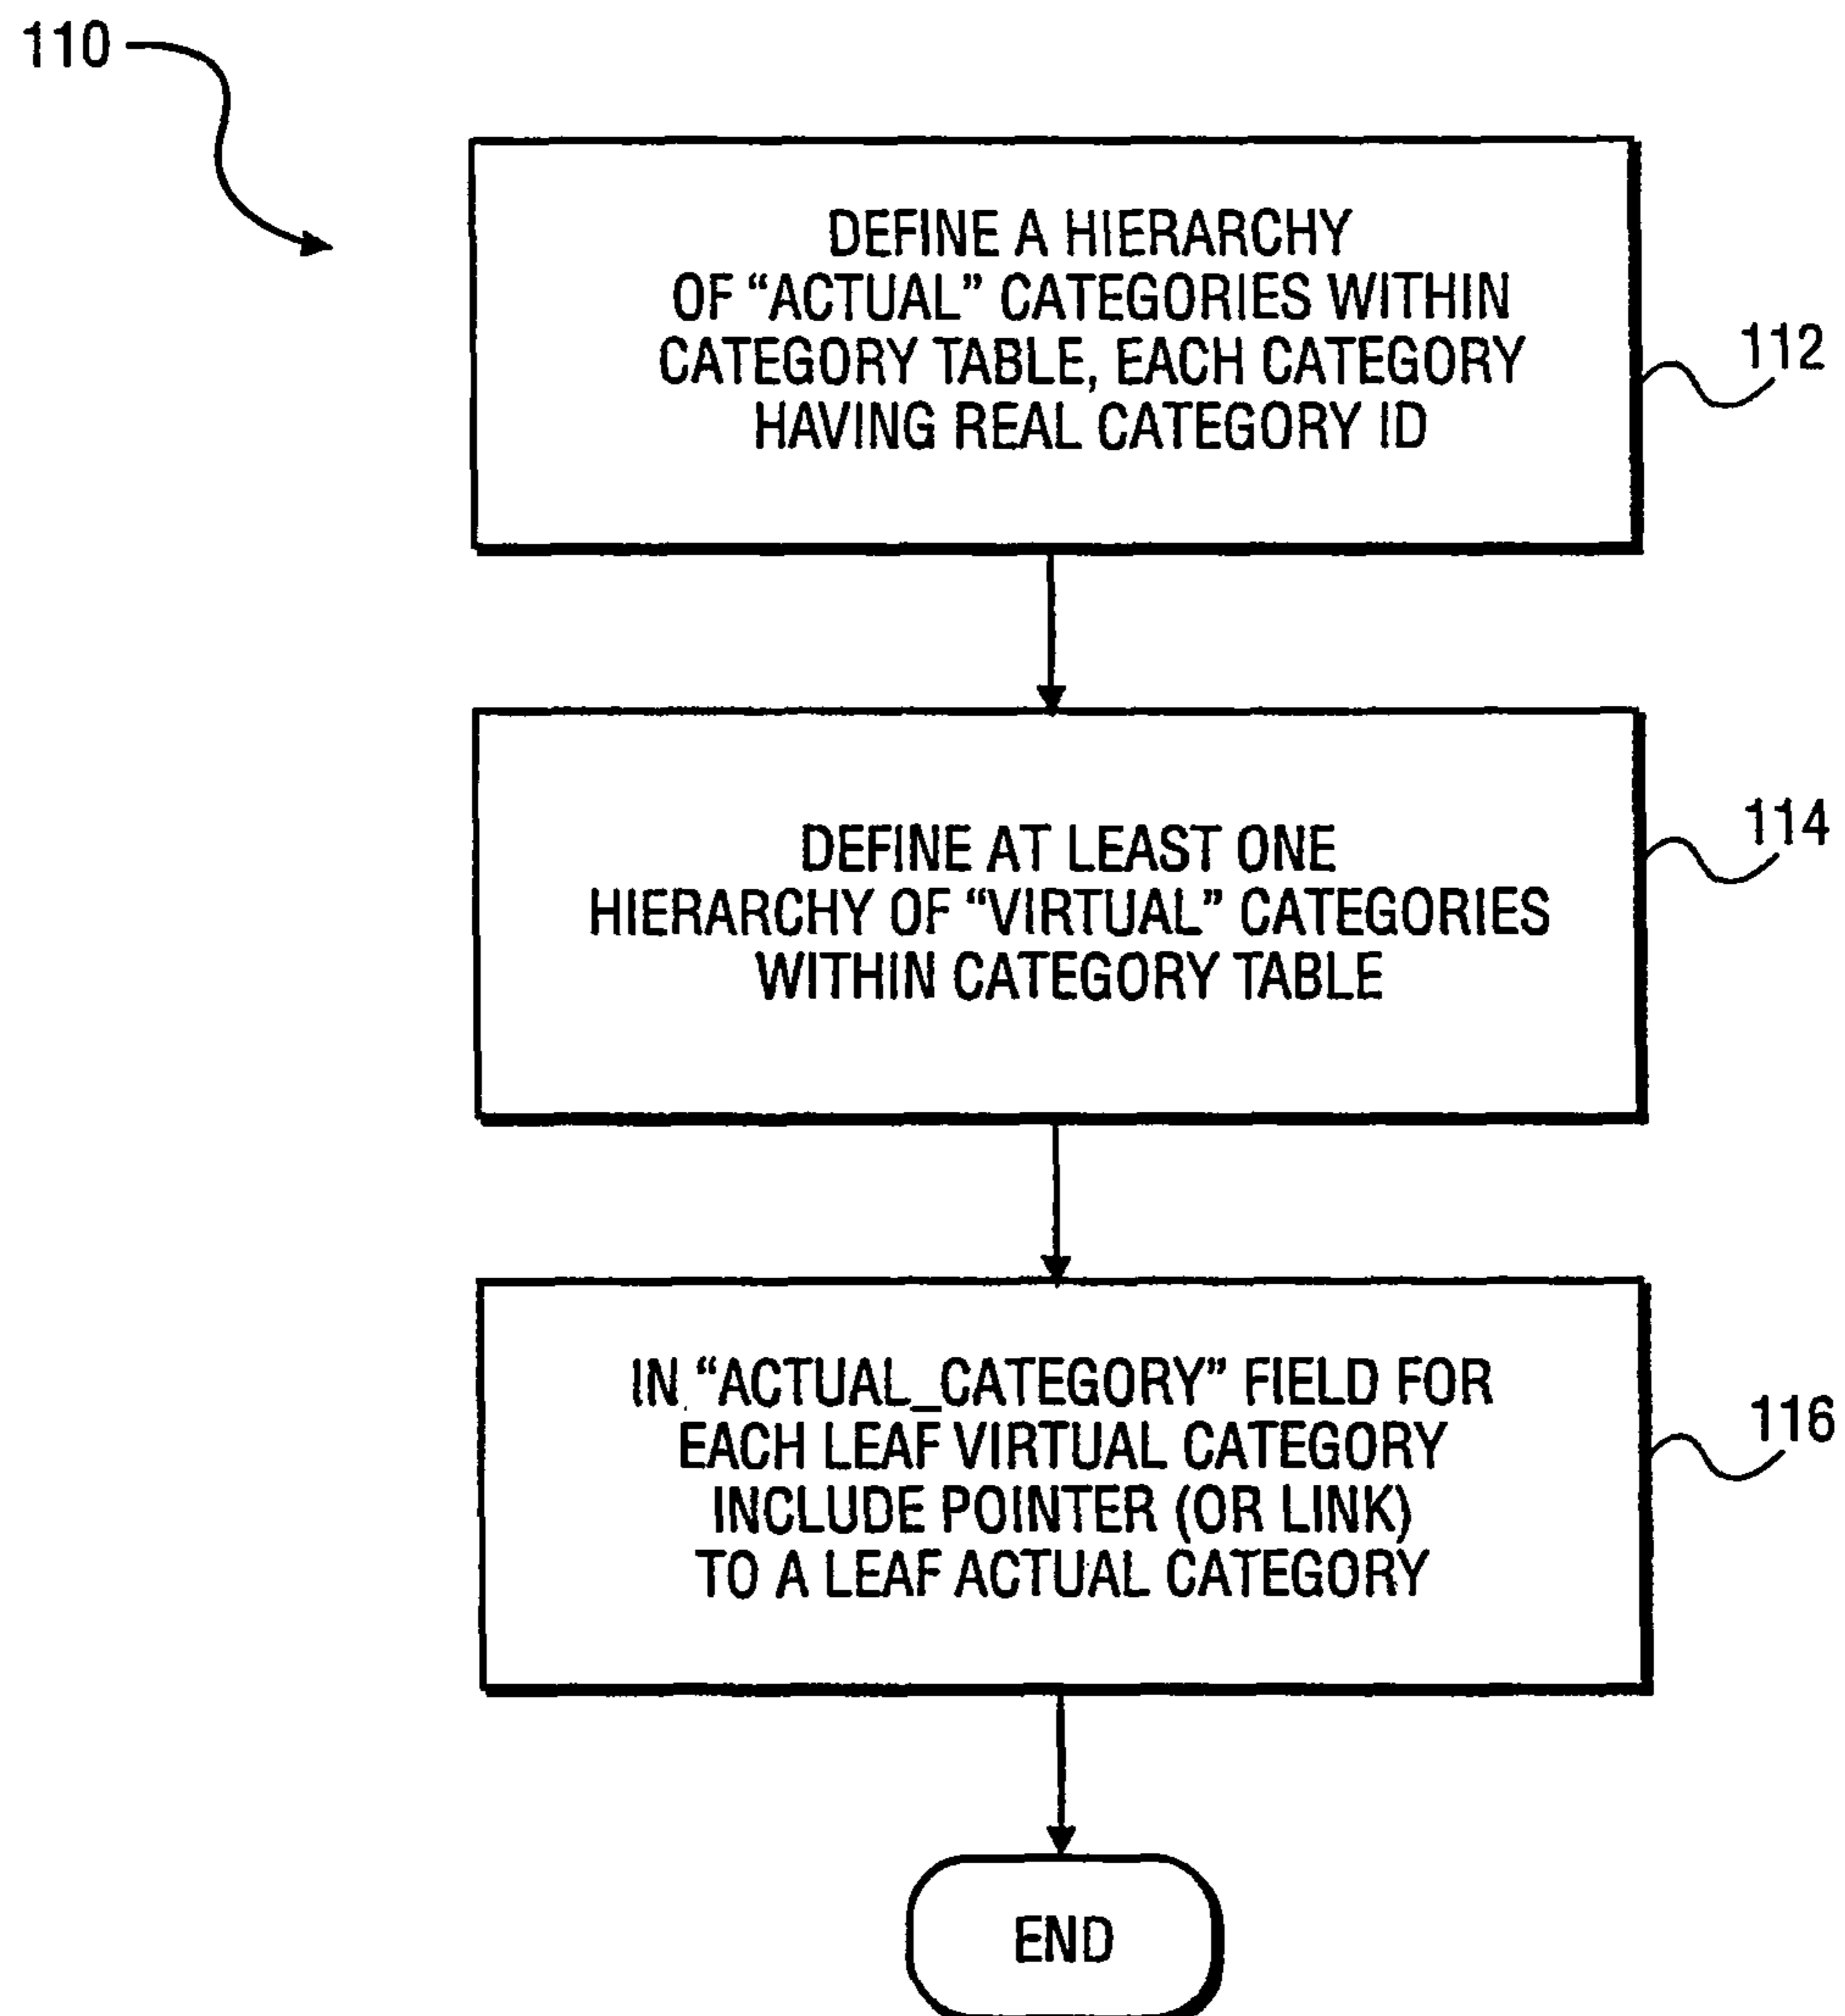 110
DEFINE A HIERARCHY
OF “ACTUAL” CATEGORIES WITHIN
CATEGORY TABLE, EACH CATEGORY
HAVING REAL CATEGORY ID
112
DEFINE AT LEAST ONE
HIERARCHY OF “VIRTUAL” CATEGORIES
WITHIN CATEGORY TABLE
114
IN “ACTUAL_CATEGORY” FIELD FOR
EACH LEAF VIRTUAL CATEGORY
INCLUDE POINTER (OR LINK)
TO A LEAF ACTUAL CATEGORY
116
END